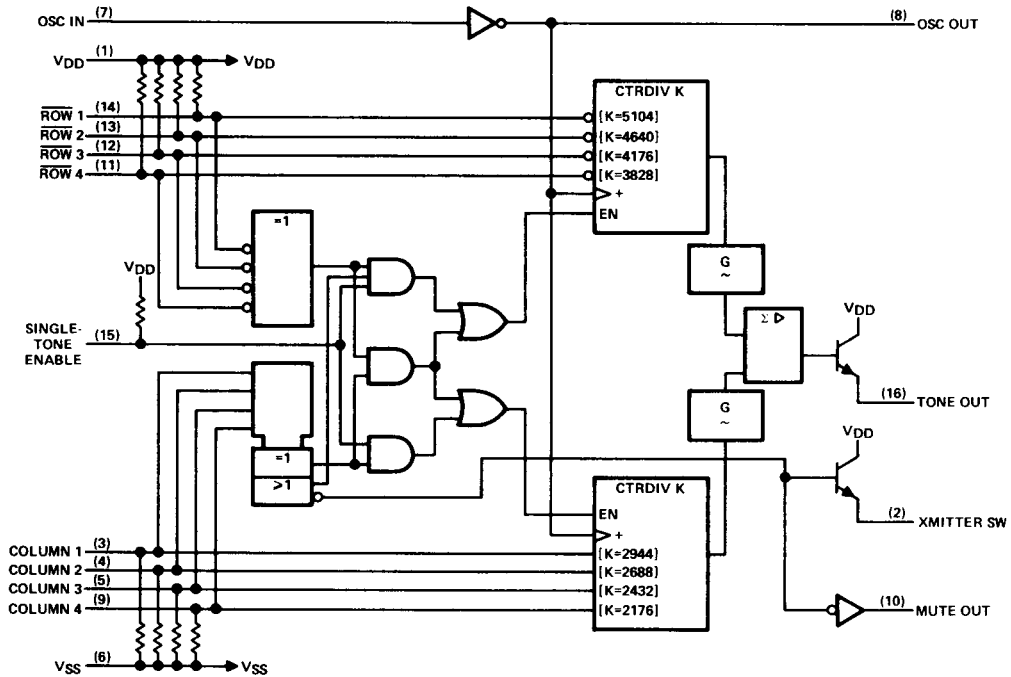 OSC IN (7)
(8) OSC OUT
VDD (1) VDD
CTRDIV K
ROW 1 (14) [K=5104
ROW 2 (13) [K=4640
ROW 3 (12) [K=4176
ROW 4 (11) [K=3828
+
EN
=1
VDD
G
~
SINGLE-
TONE
ENABLE
(15)
Σ ▷
VDD
(16) TONE OUT
G
~
VDD
=1
>1
CTRDIV K
EN
(2) XMITTER SW
+
COLUMN 1 (3) [K=2944
COLUMN 2 (4) [K=2688
COLUMN 3 (5) [K=2432
COLUMN 4 (9) [K=2176
(10) MUTE OUT
VSS (6) VSS